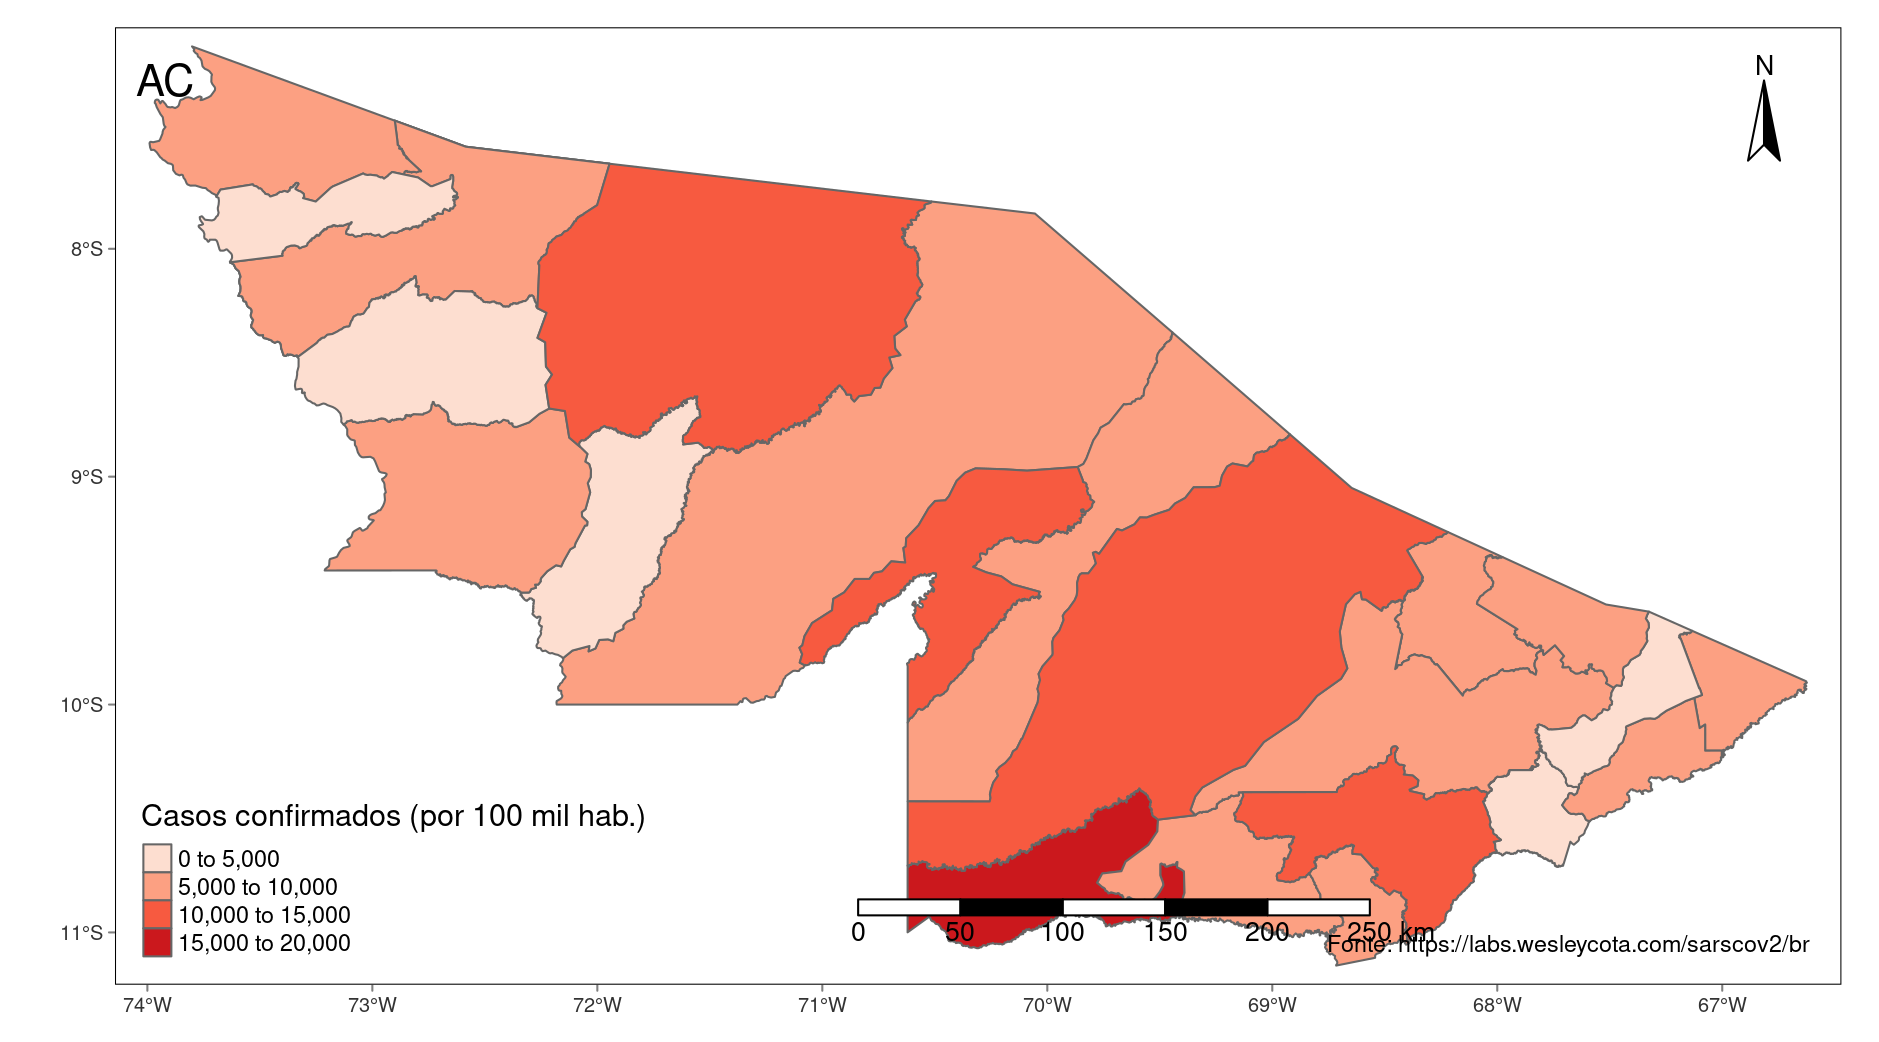 AC
N
8°S
9°S
10°S
11°S
Casos confirmados (por 100 mil hab.)
0 to 5,000
5,000 to 10,000
10,000 to 15,000
15,000 to 20,000
0 50 100 150 200 250 km
Fonte: https://labs.wesleycota.com/sarscov2/br
74°W 73°W 72°W 71°W 70°W 69°W 68°W 67°W